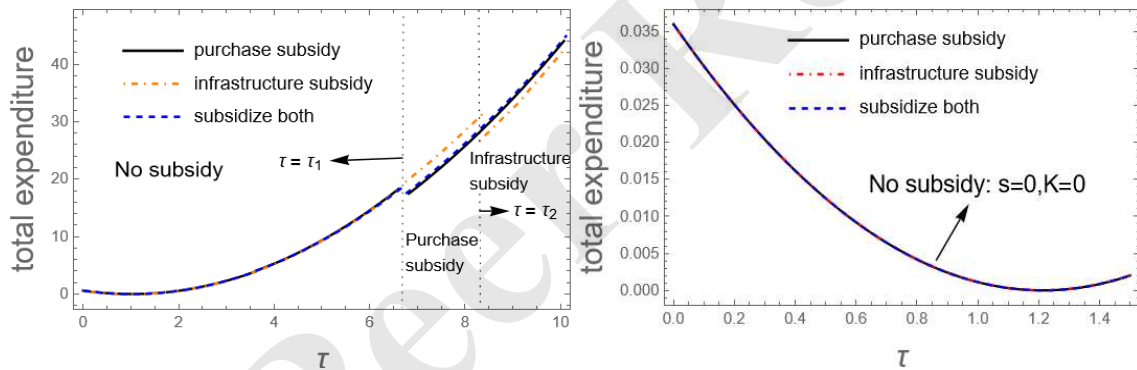 total expenditure
40
30
20
10
0
purchase subsidy
infrastructure subsidy
subsidize both
No subsidy
τ = τ1
Infrastructure
subsidy
τ = τ2
Purchase
subsidy
0
2
4
6
8
10
τ
total expenditure
0.035
0.030
0.025
0.020
0.015
0.010
0.005
0.000
purchase subsidy
infrastructure subsidy
subsidize both
No subsidy: s=0,K=0
0.0
0.2
0.4
0.6
0.8
1.0
1.2
1.4
τ
Peer Re